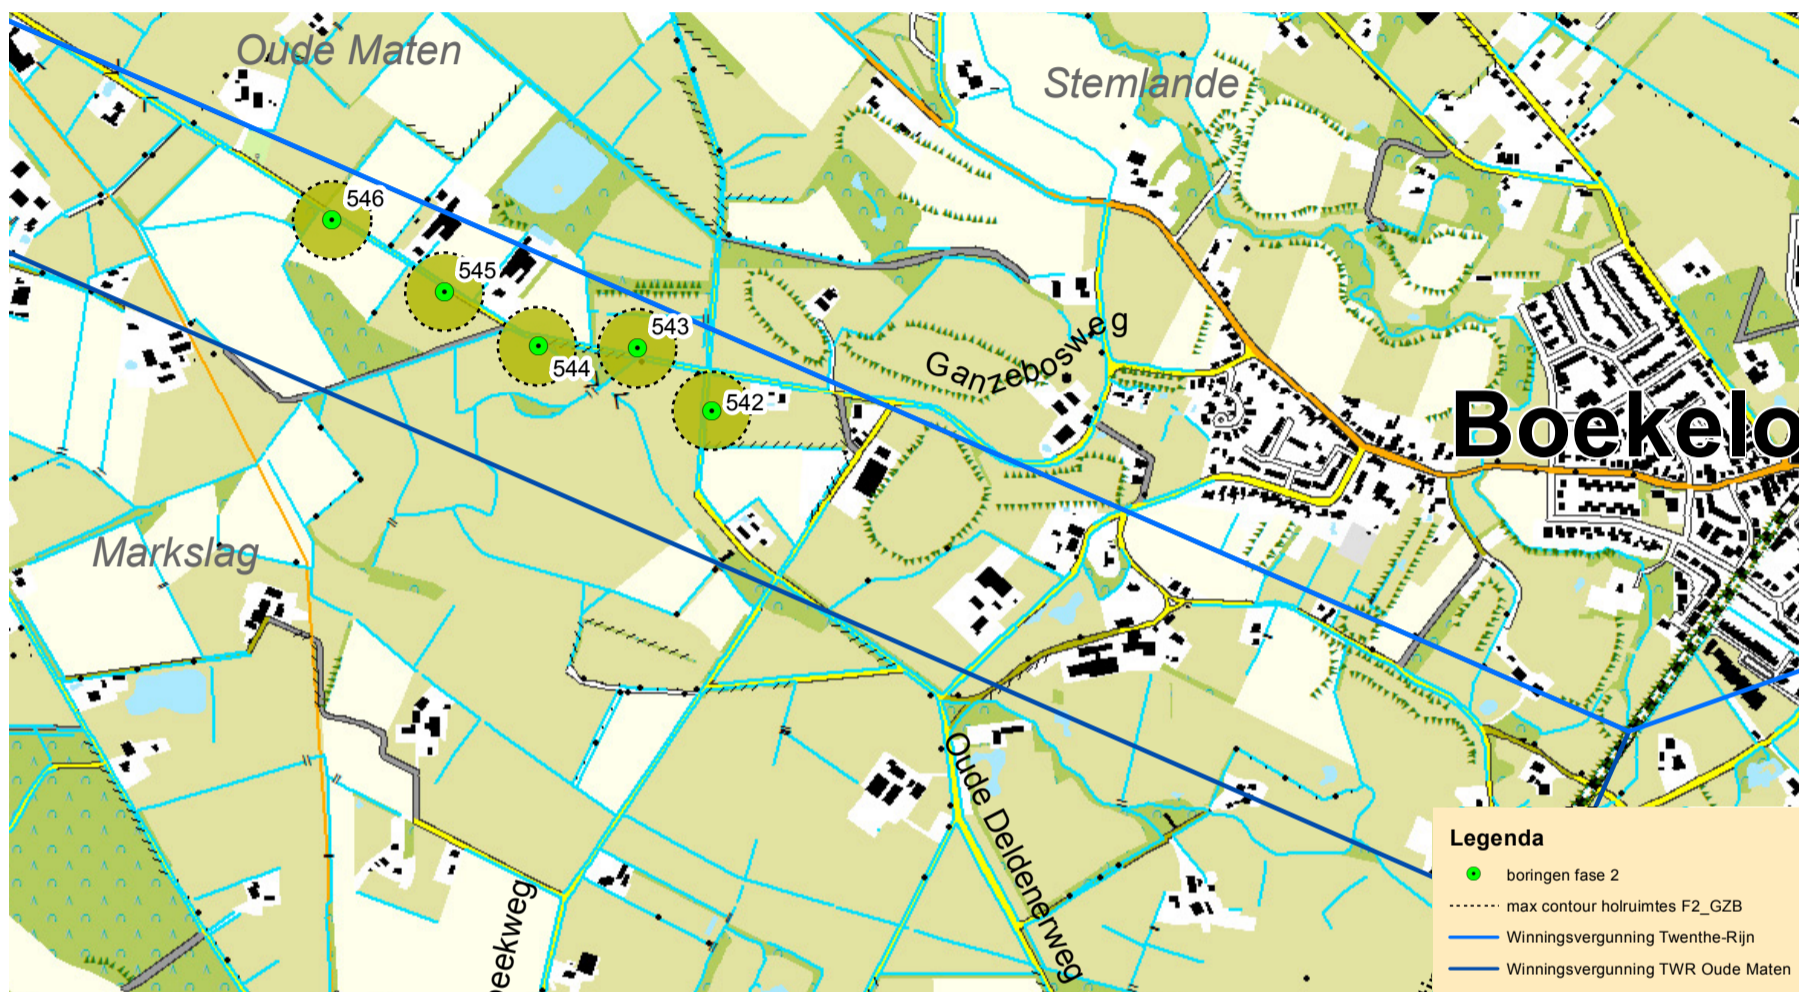 Oude Maten
Stemlande
546
545
543
544
542
Ganzebosweg
Boekelo
Markslag
Oude Deldenerweg
eekweg
Legenda
boringen fase 2
max contour holruimtes F2_GZB
Winningsvergunning Twenthe-Rijn
Winningsvergunning TWR Oude Maten